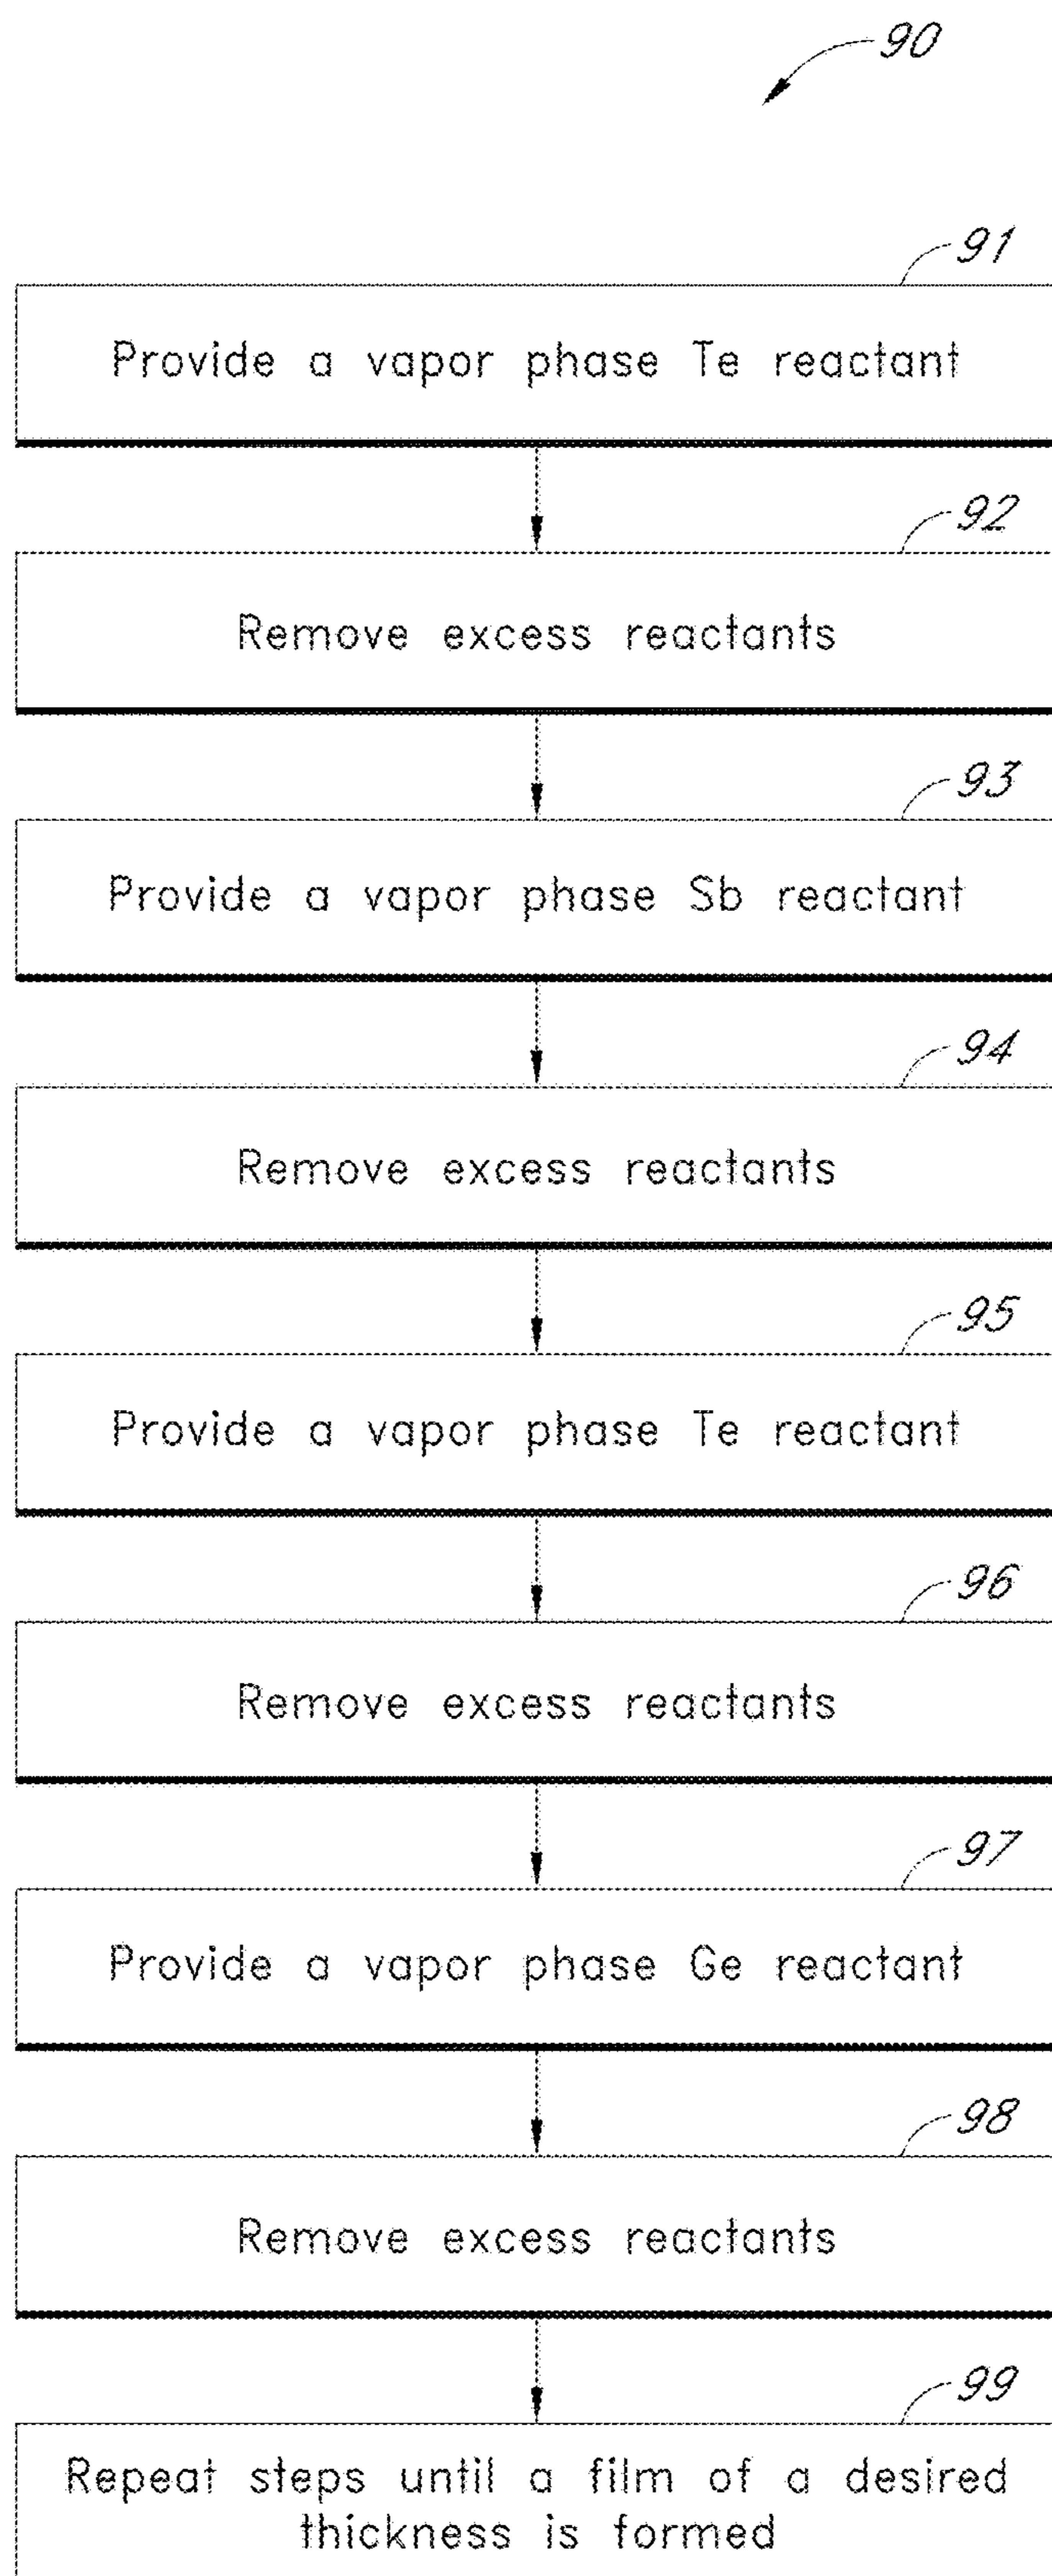 90
91
Provide a vapor phase Te reactant
92
Remove excess reactants
93
Provide a vapor phase Sb reactant
94
Remove excess reactants
95
Provide a vapor phase Te reactant
96
Remove excess reactants
97
Provide a vapor phase Ge reactant
98
Remove excess reactants
99
Repeat steps until a film of a desired
thickness is formed